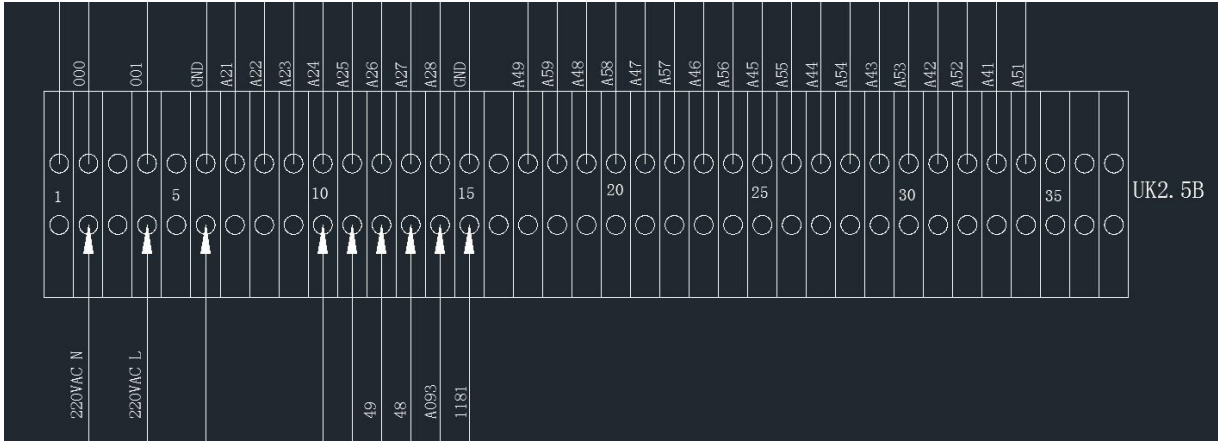 000
001
GND
A21
A22
A23
A24
A25
A26
A27
A28
GND
A49
A59
A48
A58
A47
A57
A46
A56
A45
A55
A44
A54
A43
A53
A42
A52
A41
A51
1
5
10
15
20
25
30
35
UK2.5B
220VAC N
220VAC L
49
48
A093
1181